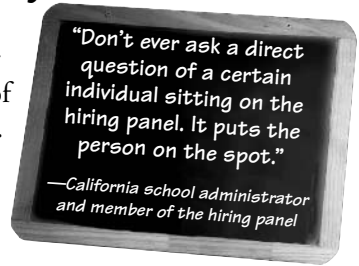 of
“Don’t ever ask a direct
question of a certain
individual sitting on the
hiring panel. It puts the
person on the spot.”
—California school administrator
and member of the hiring panel